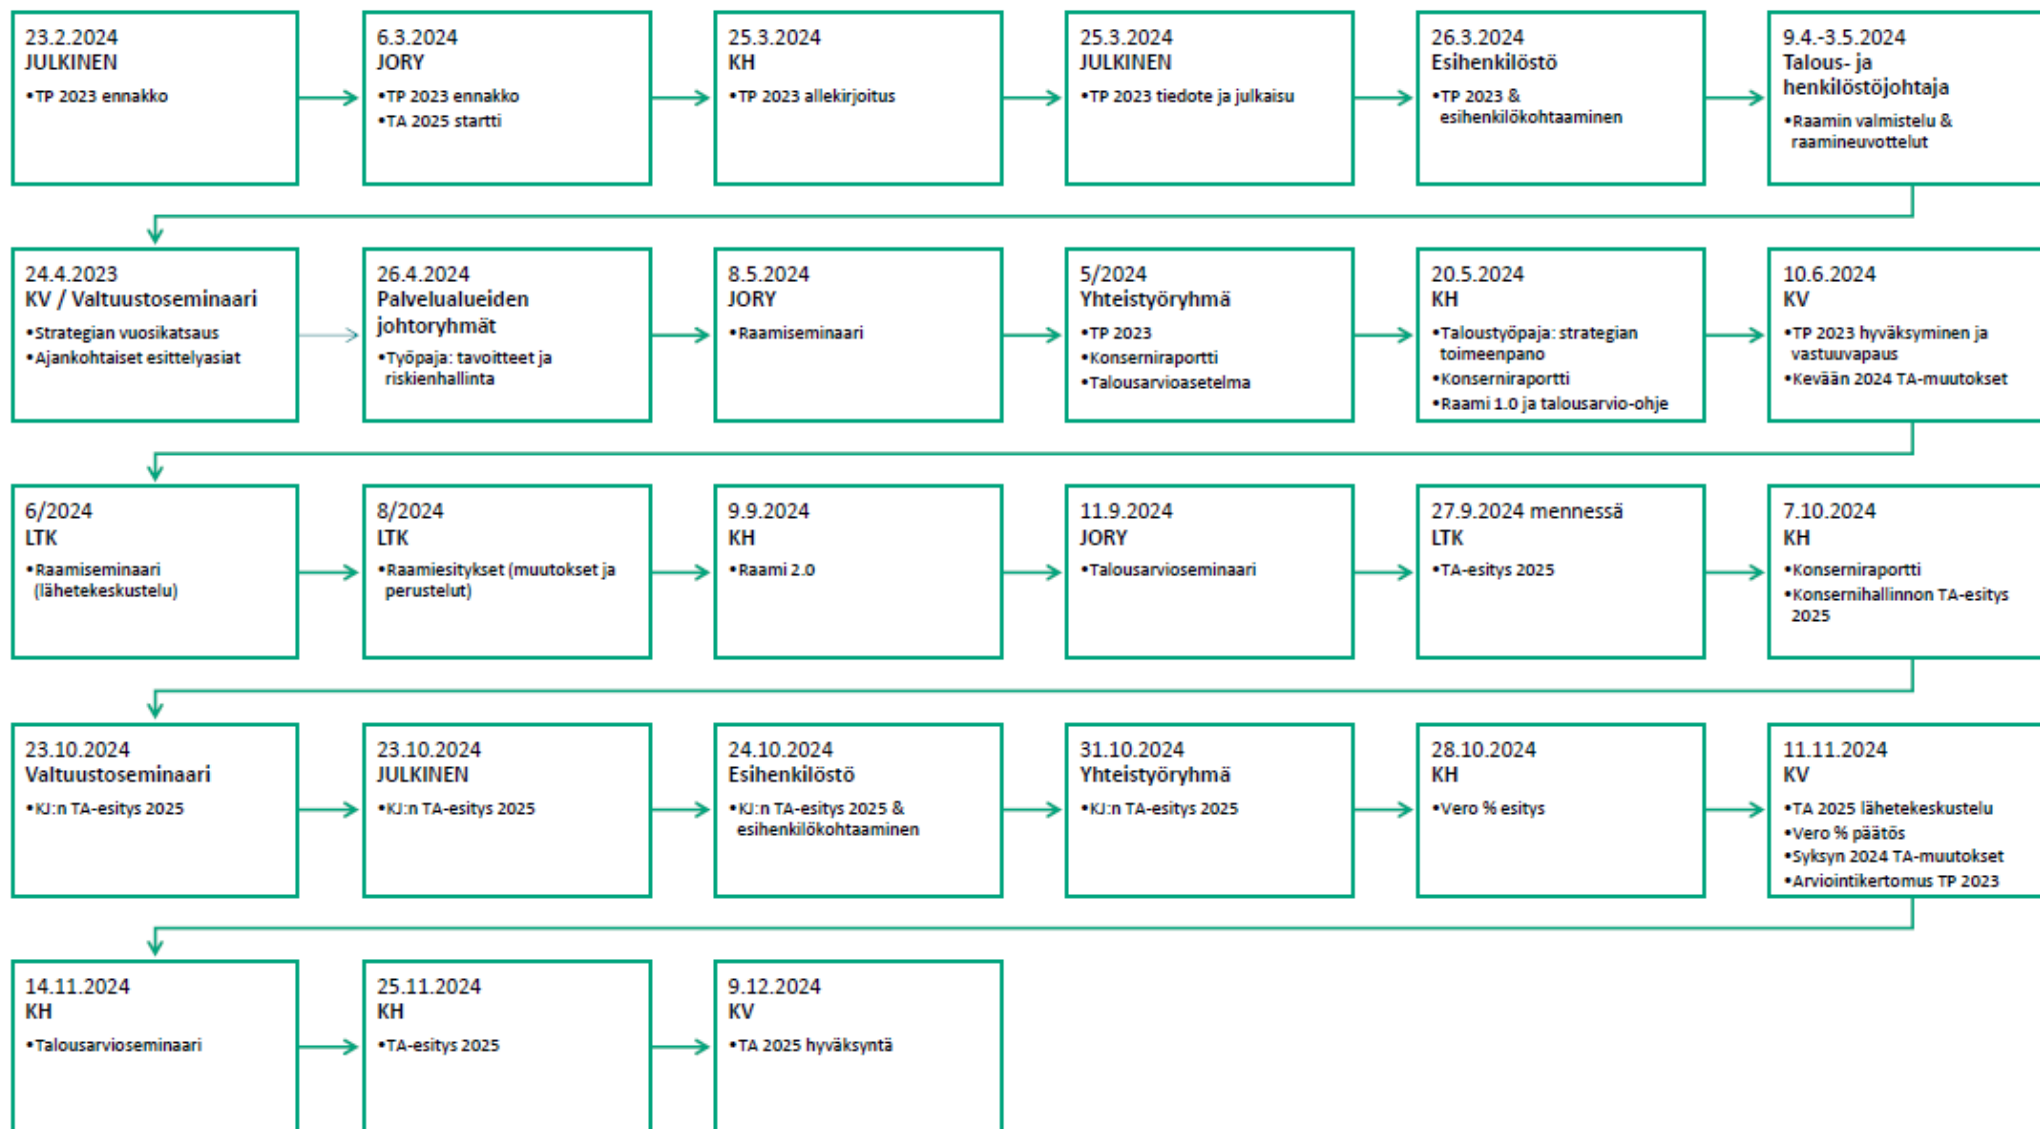 23.2.2024
JULKINEN
•TP 2023 ennakko
6.3.2024
JORY
•TP 2023 ennakko
•TA 2025 startti
25.3.2024
KH
•TP 2023 allekirjoitus
25.3.2024
JULKINEN
•TP 2023 tiedote ja julkaisu
26.3.2024
Esihenkilöstö
•TP 2023 &
esihenkilökohtaaminen
9.4.-3.5.2024
Talous- ja
henkilöstöjohtaja
•Raamin valmistelu &
raamineuvottelut
24.4.2023
KV / Valtuustoseminaari
•Strategian vuosikatsaus
•Ajankohtaiset esittelyasiat
26.4.2024
Palvelualueiden
johtoryhmät
•Työpaja: tavoitteet ja
riskienhallinta
8.5.2024
JORY
•Raamiseminaari
5/2024
Yhteistyöryhmä
•TP 2023
•Konserniraportti
•Talousarvioasetelma
20.5.2024
KH
•Taloustyöpaja: strategian
toimeenpano
•Konserniraportti
•Raami 1.0 ja talousarvio-ohje
10.6.2024
KV
•TP 2023 hyväksyminen ja
vastuuvapaus
•Kevään 2024 TA-muutokset
6/2024
LTK
•Raamiseminaari
(lähetekeskustelu)
8/2024
LTK
•Raamiesitykset (muutokset ja
perustelut)
9.9.2024
KH
•Raami 2.0
11.9.2024
JORY
•Talousarvioseminaari
27.9.2024 mennessä
LTK
•TA-esitys 2025
7.10.2024
KH
•Konserniraportti
•Konsernihallinnon TA-esitys
2025
23.10.2024
Valtuustoseminaari
•KJ:n TA-esitys 2025
23.10.2024
JULKINEN
•KJ:n TA-esitys 2025
24.10.2024
Esihenkilöstö
•KJ:n TA-esitys 2025 &
esihenkilökohtaaminen
31.10.2024
Yhteistyöryhmä
•KJ:n TA-esitys 2025
28.10.2024
KH
•Vero % esitys
11.11.2024
KV
•TA 2025 lähetekeskustelu
•Vero % päätös
•Syksyn 2024 TA-muutokset
•Arviointikertomus TP 2023
14.11.2024
KH
•Talousarvioseminaari
25.11.2024
KH
•TA-esitys 2025
9.12.2024
KV
•TA 2025 hyväksyntä